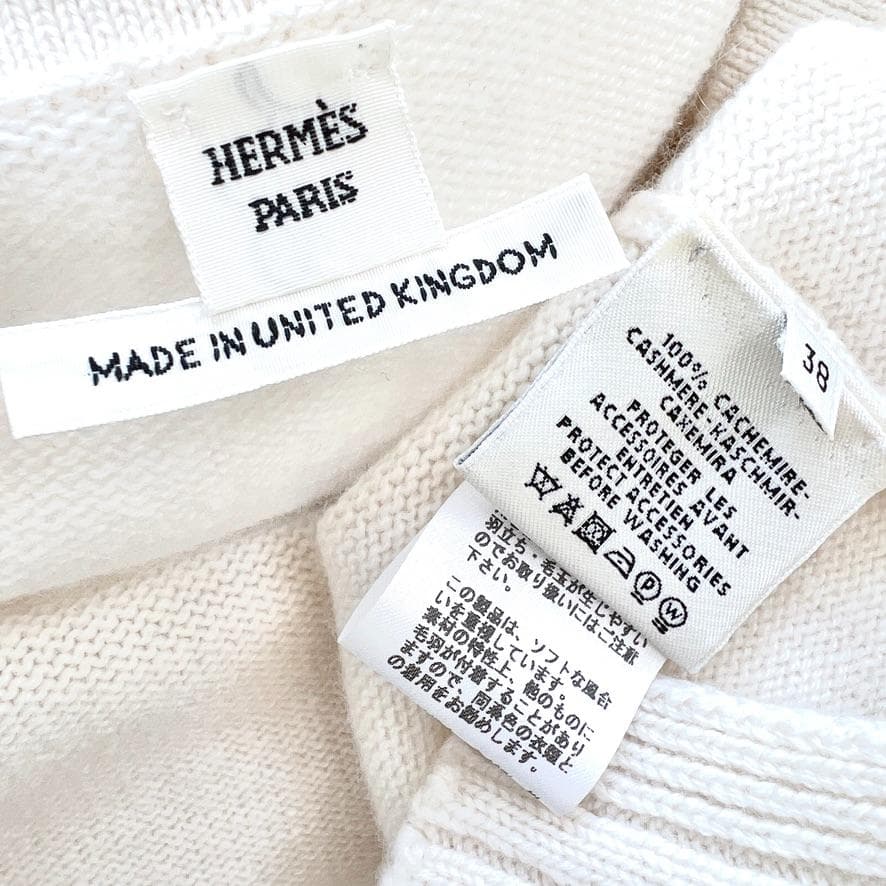 HERMÈS
PARIS
MADE IN UNITED KINGDOM
38
100% CACHEMIRE-
CASHMERE-KASCHMIR-
CAXEMIRA
PROTEGER LES
ACCESSOIRES AVANT
ENTRETIEN
PROTECT ACCESSORIES
BEFORE WASHING
P W
羽立ち・毛玉が生じやすい
のでお取り扱いにはご注意
下さい。
この製品は、ソフトな風合
いを重視しています。
素材の特性上、他のものに
毛羽が付着することがあり
ますので、同系色の衣類と
の着用をお勧めします。